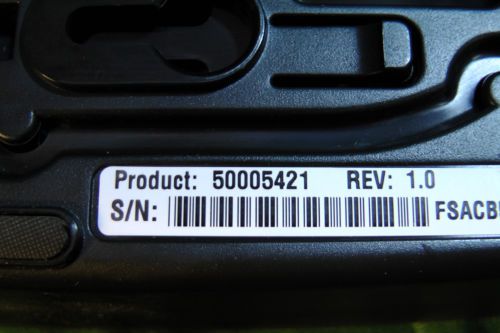 Product: 50005421 REV: 1.0
S/N: FSACB